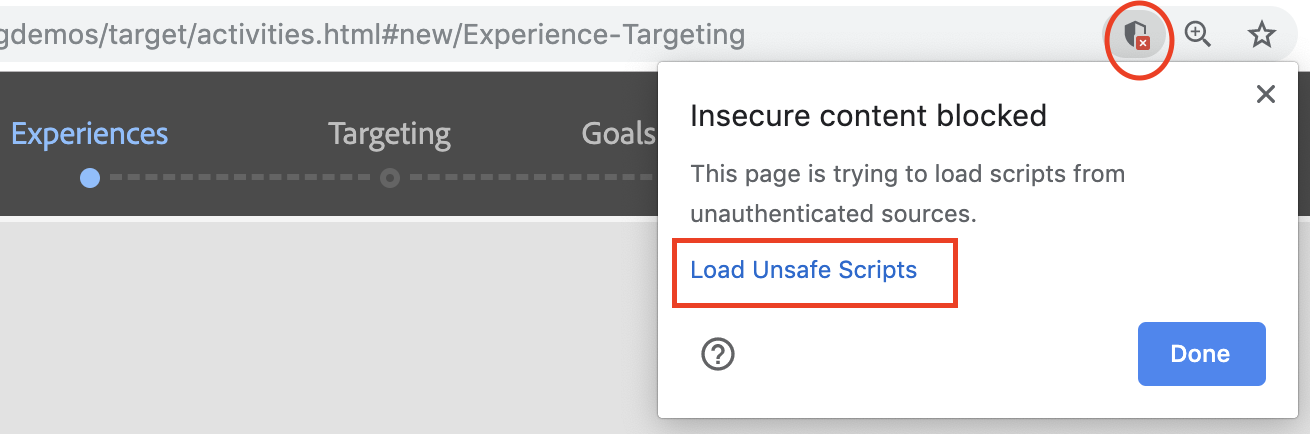 gdemos/target/activities.html#new/Experience-Targeting
Experiences
Targeting
Goals
Insecure content blocked
This page is trying to load scripts from
unauthenticated sources.
Load Unsafe Scripts
Done